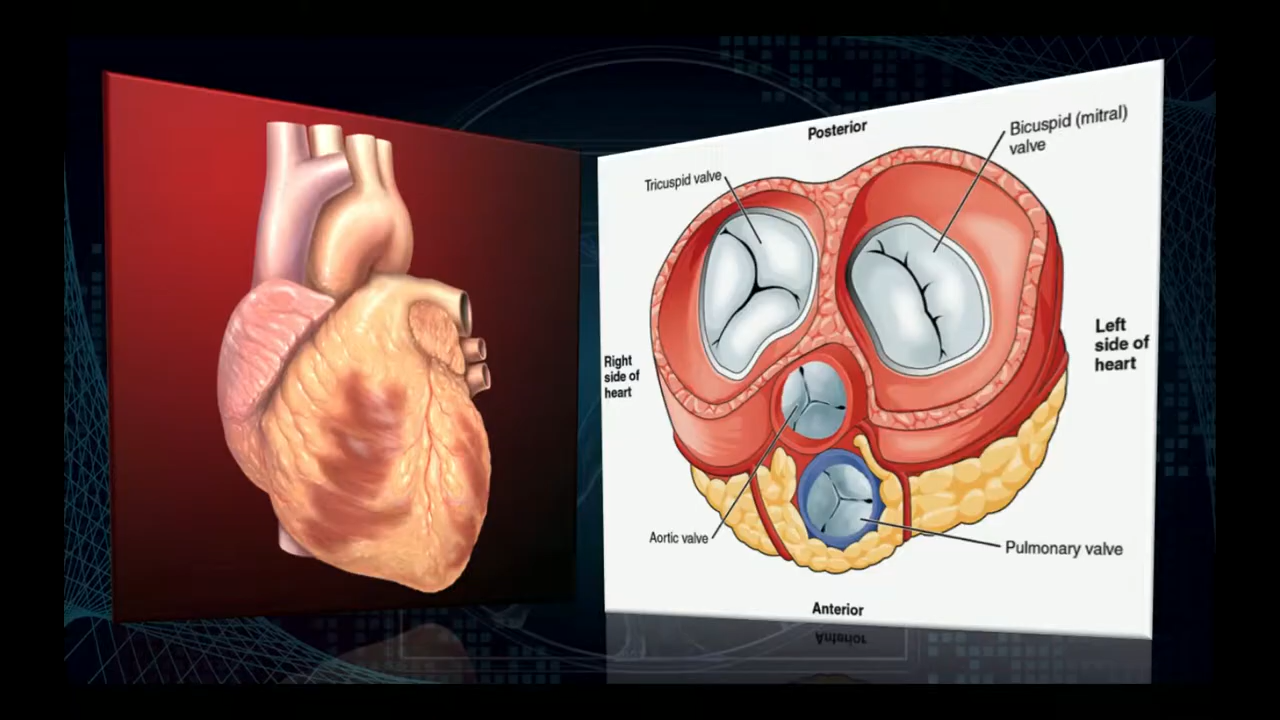 Posterior
Bicuspid (mitral)
valve
Tricuspid valve
Left
side of
heart
Right
side of
heart
Aortic valve
Pulmonary valve
Anterior
Anterior